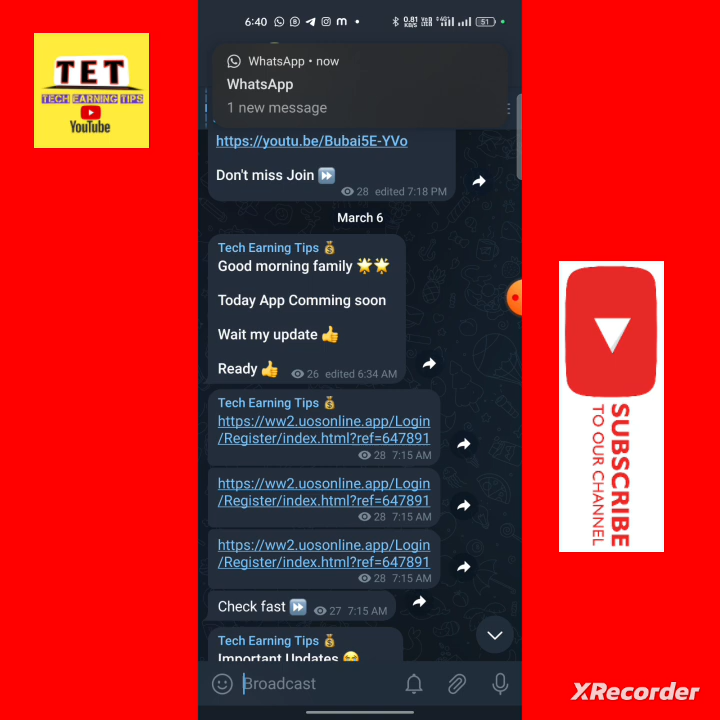 TET
TECH EARNING TIPS
YouTube
6:40
0.81
KB/S
4G
51
WhatsApp • now
WhatsApp
1 new message
https://youtu.be/Bubai5E-YVo
Don't miss Join ⏩
28 edited 7:18 PM
March 6
Tech Earning Tips 💰
Good morning family 🌟🌟
Today App Comming soon
Wait my update 👍
Ready 👍
26 edited 6:34 AM
Tech Earning Tips 💰
https://ww2.uosonline.app/Login
/Register/index.html?ref=647891
28 7:15 AM
https://ww2.uosonline.app/Login
/Register/index.html?ref=647891
28 7:15 AM
https://ww2.uosonline.app/Login
/Register/index.html?ref=647891
28 7:15 AM
Check fast ⏩
27 7:15 AM
Tech Earning Tips 💰
Important Updates 😭
Broadcast
SUBSCRIBE
TO OUR CHANNEL
XRecorder